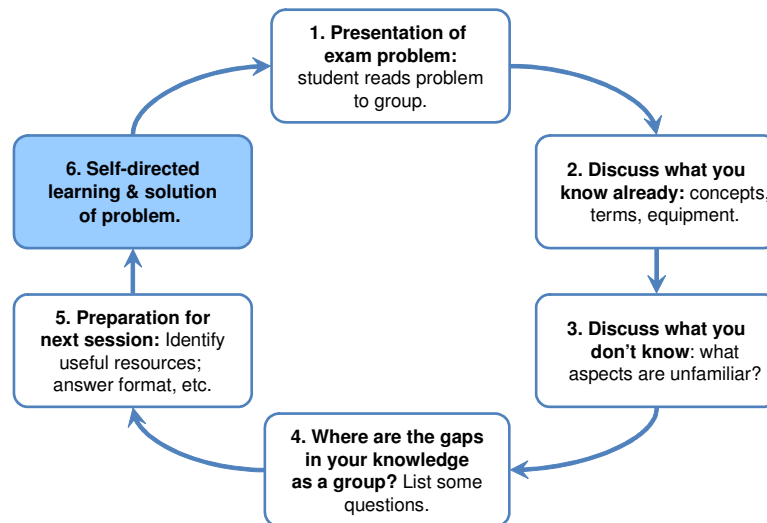 1. Presentation of
exam problem:
student reads problem
to group.
2. Discuss what you
know already: concepts,
terms, equipment.
3. Discuss what you
don’t know: what
aspects are unfamiliar?
4. Where are the gaps
in your knowledge
as a group? List some
questions.
5. Preparation for
next session: Identify
useful resources;
answer format, etc.
6. Self-directed
learning & solution
of problem.